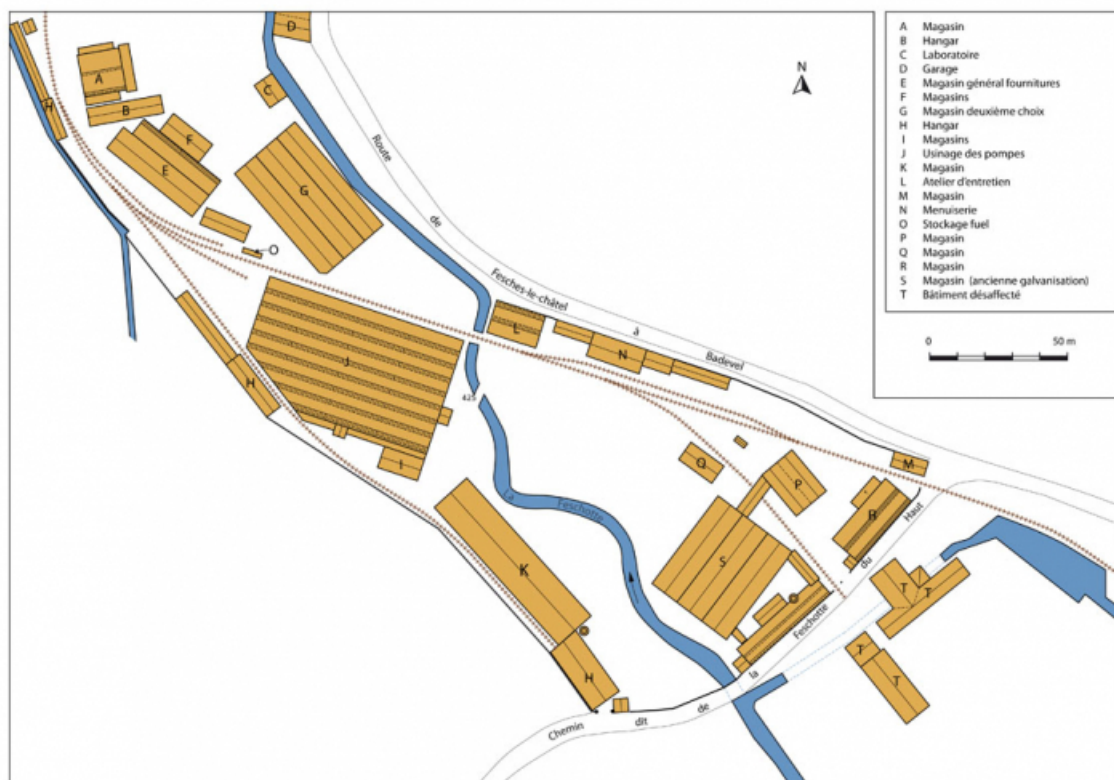 A Magasin
B Hangar
C Laboratoire
D Garage
E Magasin général fournitures
F Magasins
G Magasin deuxième choix
H Hangar
I Magasins
J Usinage des pompes
K Magasin
L Atelier d'entretien
M Magasin
N Menuiserie
O Stockage fuel
P Magasin
Q Magasin
R Magasin
S Magasin (ancienne galvanisation)
T Bâtiment désaffecté
0 50 m
N
D
A
C
B
H
F
E
G
O
Route de Fesches-le-châtel à Badevel
L
N
J
H
425
I
M
Q
P
La Feschotte
R
S
K
T
T
T
T
H
Chemin dit de la Feschotte du Haut